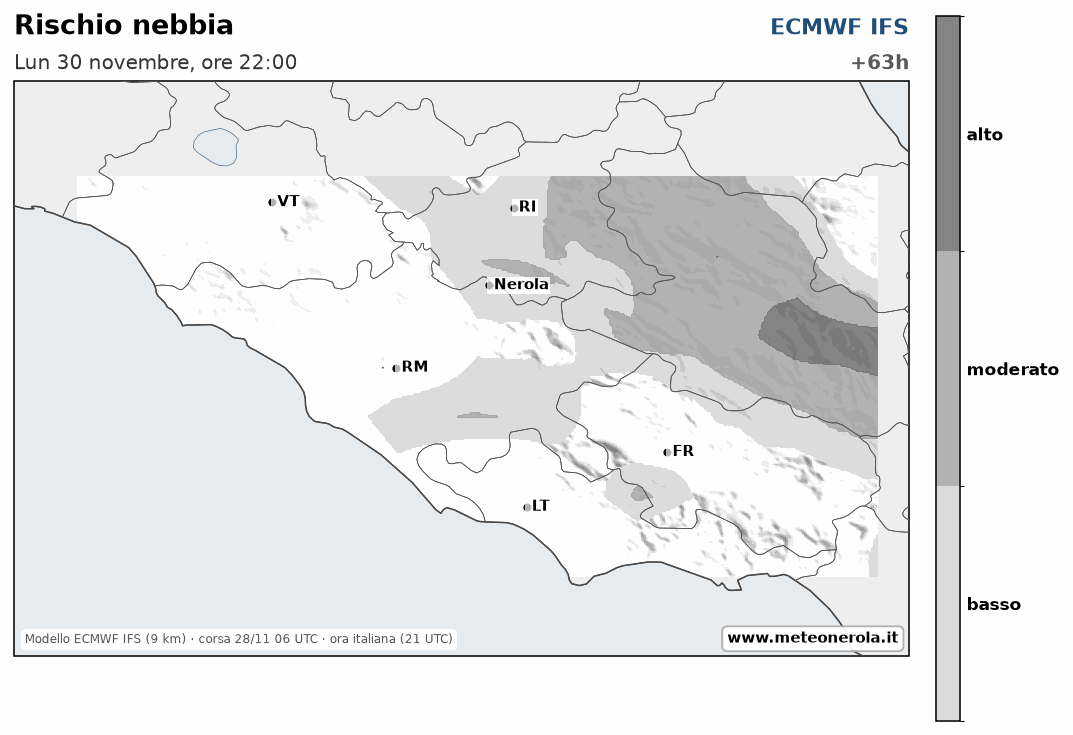 Rischio nebbia
ECMWF IFS
Lun 30 novembre, ore 22:00
+63h
alto
VT
RI
Nerola
RM
moderato
FR
LT
basso
Modello ECMWF IFS (9 km) · corsa 28/11 06 UTC · ora italiana (21 UTC)
www.meteonerola.it